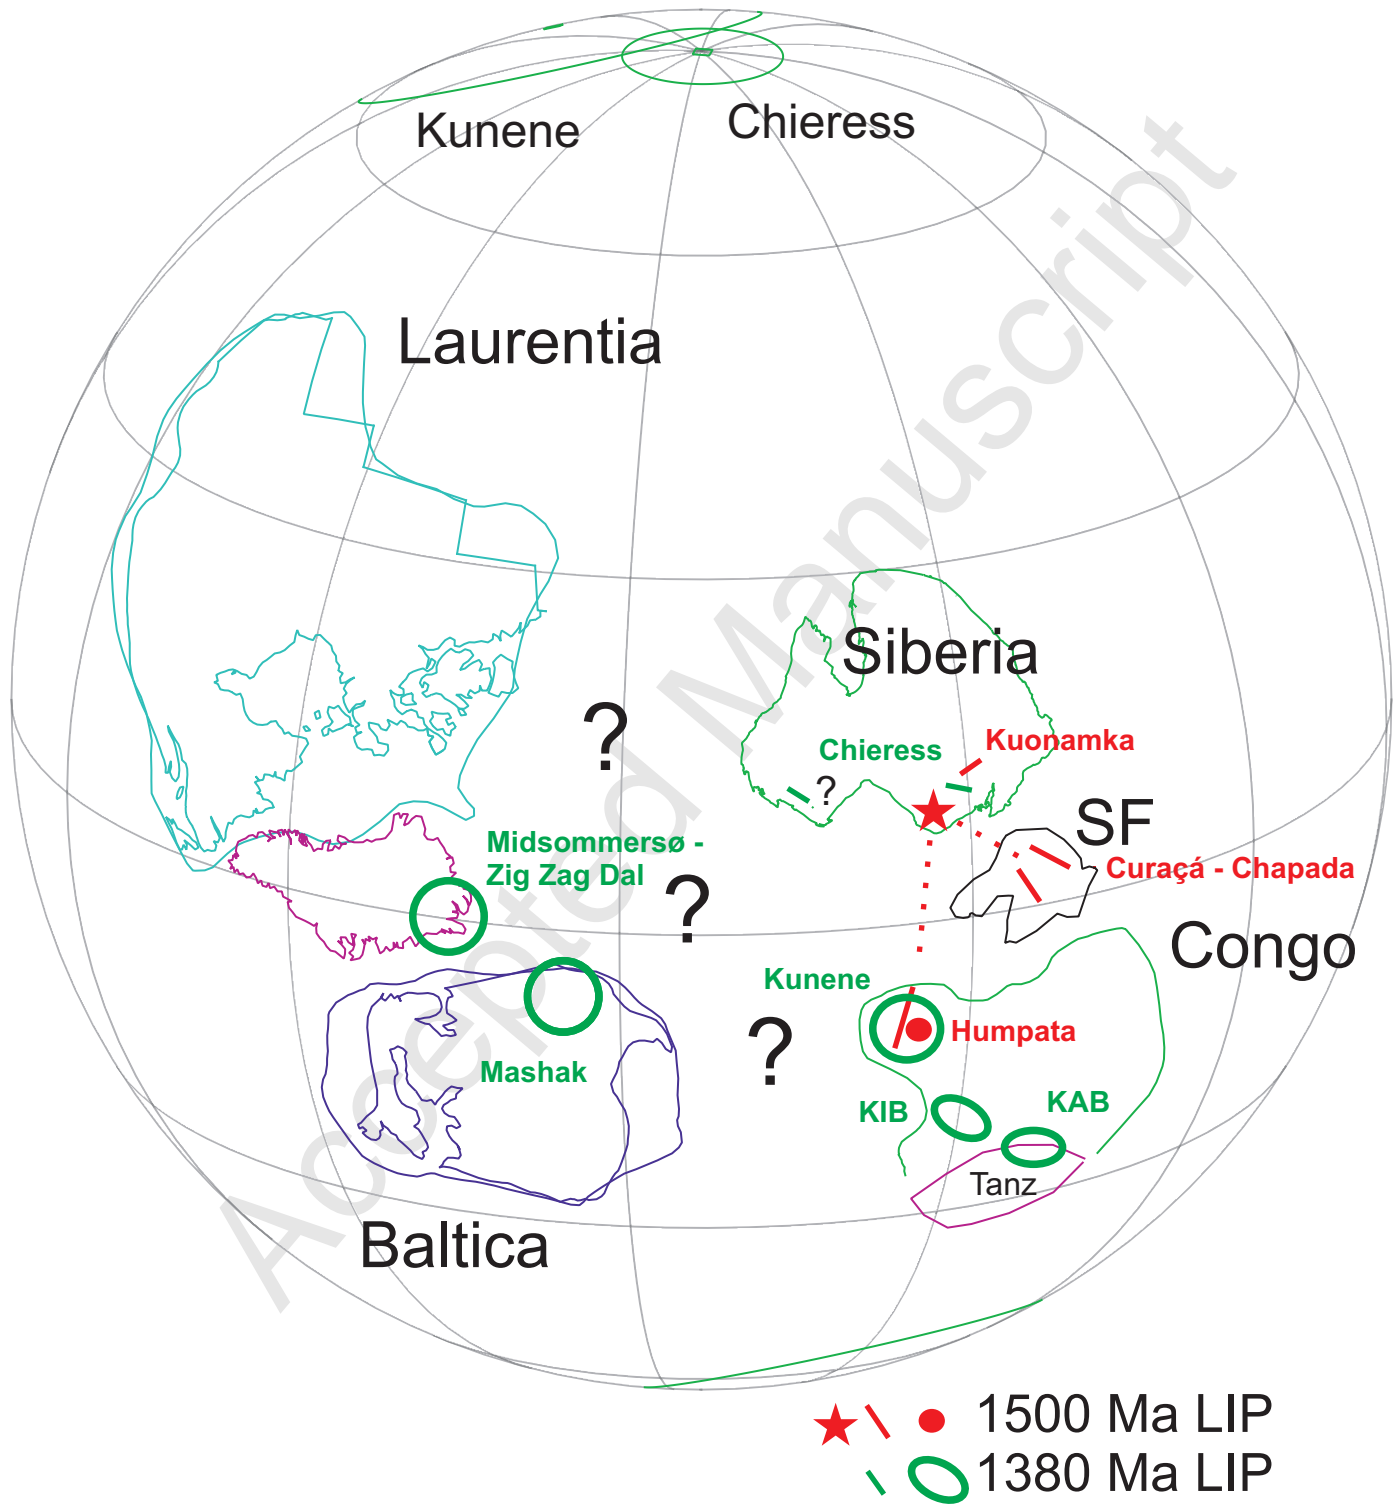 Kunene
Chieress
Laurentia
Siberia
?
Chieress
Kuonamka
?
SF
Midsommersø -
Zig Zag Dal
Curaçá - Chapada
?
Congo
Kunene
Humpata
?
Mashak
KIB
KAB
Tanz
Baltica
Accepted Manuscript
1500 Ma LIP
1380 Ma LIP